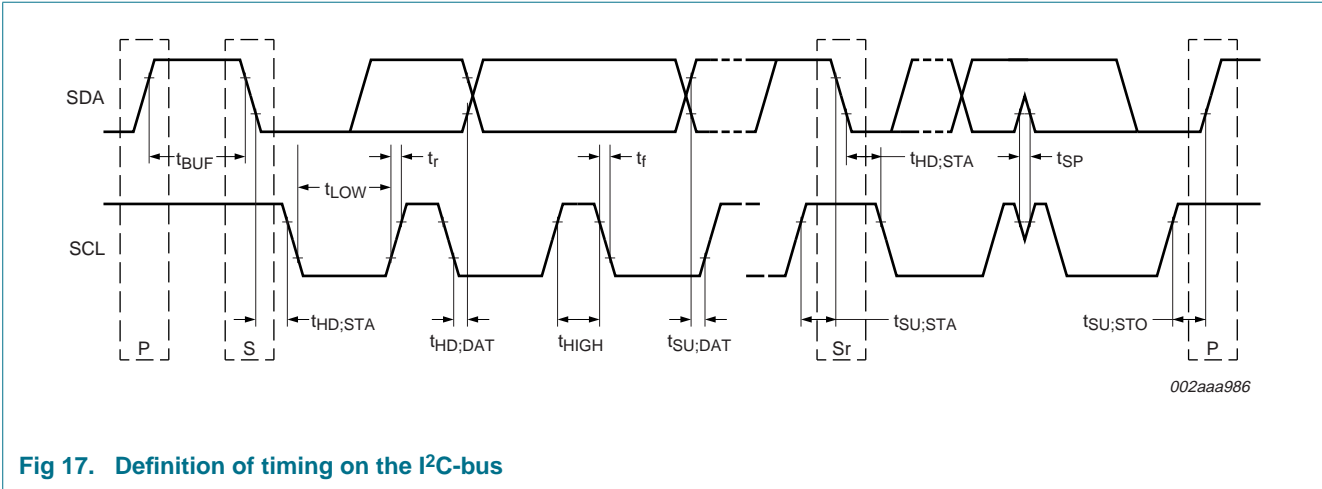 SDA
tBUF
tr
tf
tHD;STA
tSP
tLOW
SCL
tHD;STA
tHD;DAT
tHIGH
tSU;DAT
tSU;STA
tSU;STO
P
S
Sr
P
002aaa986
Fig 17. Definition of timing on the I²C-bus